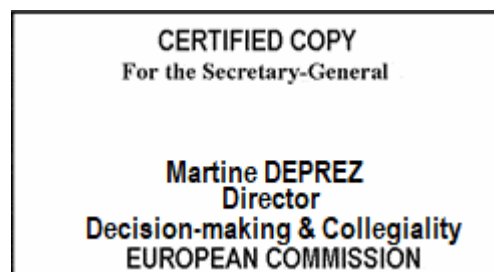 CERTIFIED COPY
For the Secretary-General
Martine DEPREZ
Director
Decision-making & Collegiality
EUROPEAN COMMISSION